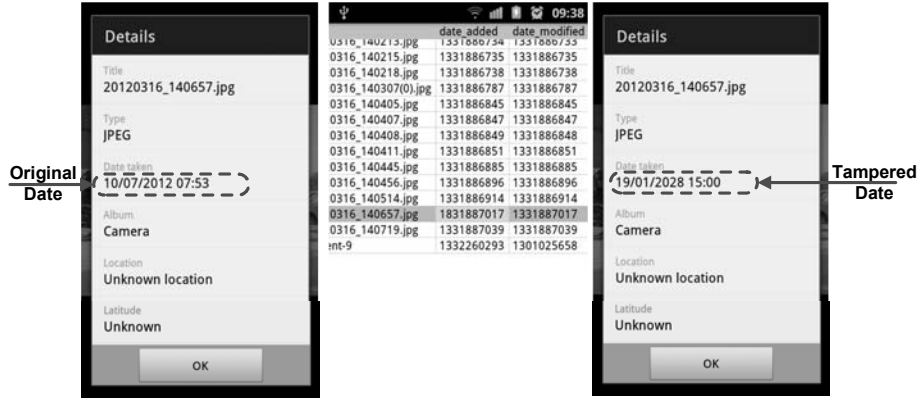 Original
Date
Details
Title
20120316_140657.jpg
Type
JPEG
Date taken
10/07/2012 07:53
Album
Camera
Location
Unknown location
Latitude
Unknown
OK
09:38
date_added date_modified
0316_140213.jpg 1331886734 1331886733
0316_140215.jpg 1331886735 1331886735
0316_140218.jpg 1331886738 1331886738
0316_140307(0).jpg 1331886787 1331886787
0316_140405.jpg 1331886845 1331886845
0316_140407.jpg 1331886847 1331886847
0316_140408.jpg 1331886849 1331886848
0316_140411.jpg 1331886851 1331886851
0316_140445.jpg 1331886885 1331886885
0316_140456.jpg 1331886896 1331886896
0316_140514.jpg 1331886914 1331886914
0316_140657.jpg 1831887017 1331887017
0316_140719.jpg 1331887039 1331887039
ent-9 1332260293 1301025658
Details
Title
20120316_140657.jpg
Type
JPEG
Date taken
19/01/2028 15:00
Album
Camera
Location
Unknown location
Latitude
Unknown
OK
Tampered
Date